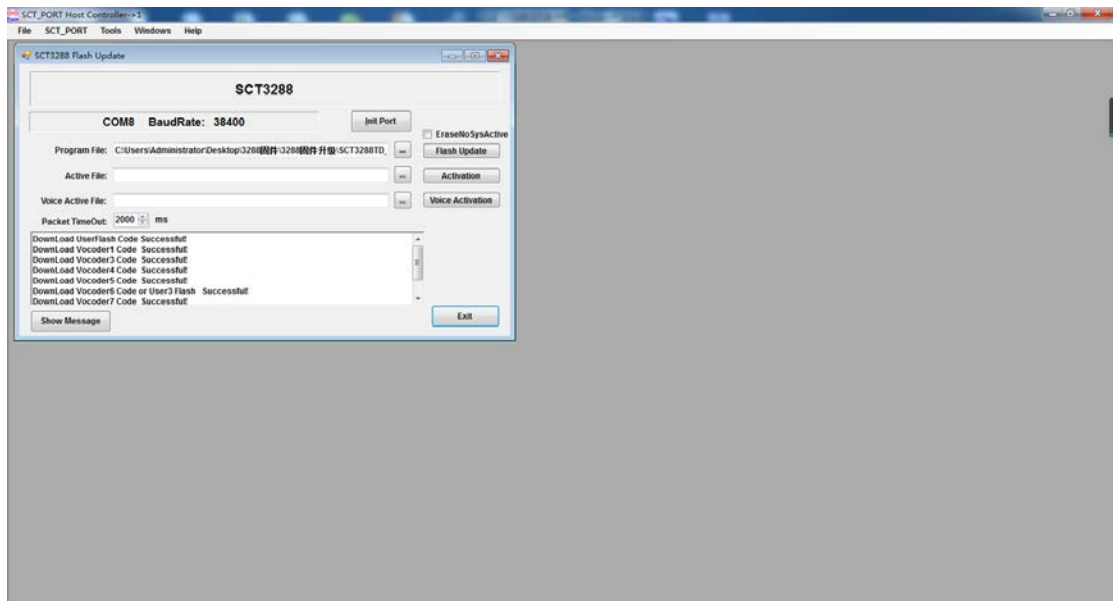 SCT_PORT Host Controller->1
File SCT_PORT Tools Windows Help
SCT3288 Flash Update
SCT3288
COM8 BaudRate: 38400
Init Port
EraseNoSysActive
Program File: C:\Users\Administrator\Desktop\3288固件\3288固件升级\SCT3288TD_ ... Flash Update
Active File: ... Activation
Voice Active File: ... Voice Activation
Packet TimeOut: 2000 ms
DownLoad UserFlash Code Successful!
DownLoad Vocoder1 Code Successful!
DownLoad Vocoder3 Code Successful!
DownLoad Vocoder4 Code Successful!
DownLoad Vocoder5 Code Successful!
DownLoad Vocoder6 Code or User3 Flash Successful!
DownLoad Vocoder7 Code Successful!
Show Message
Exit